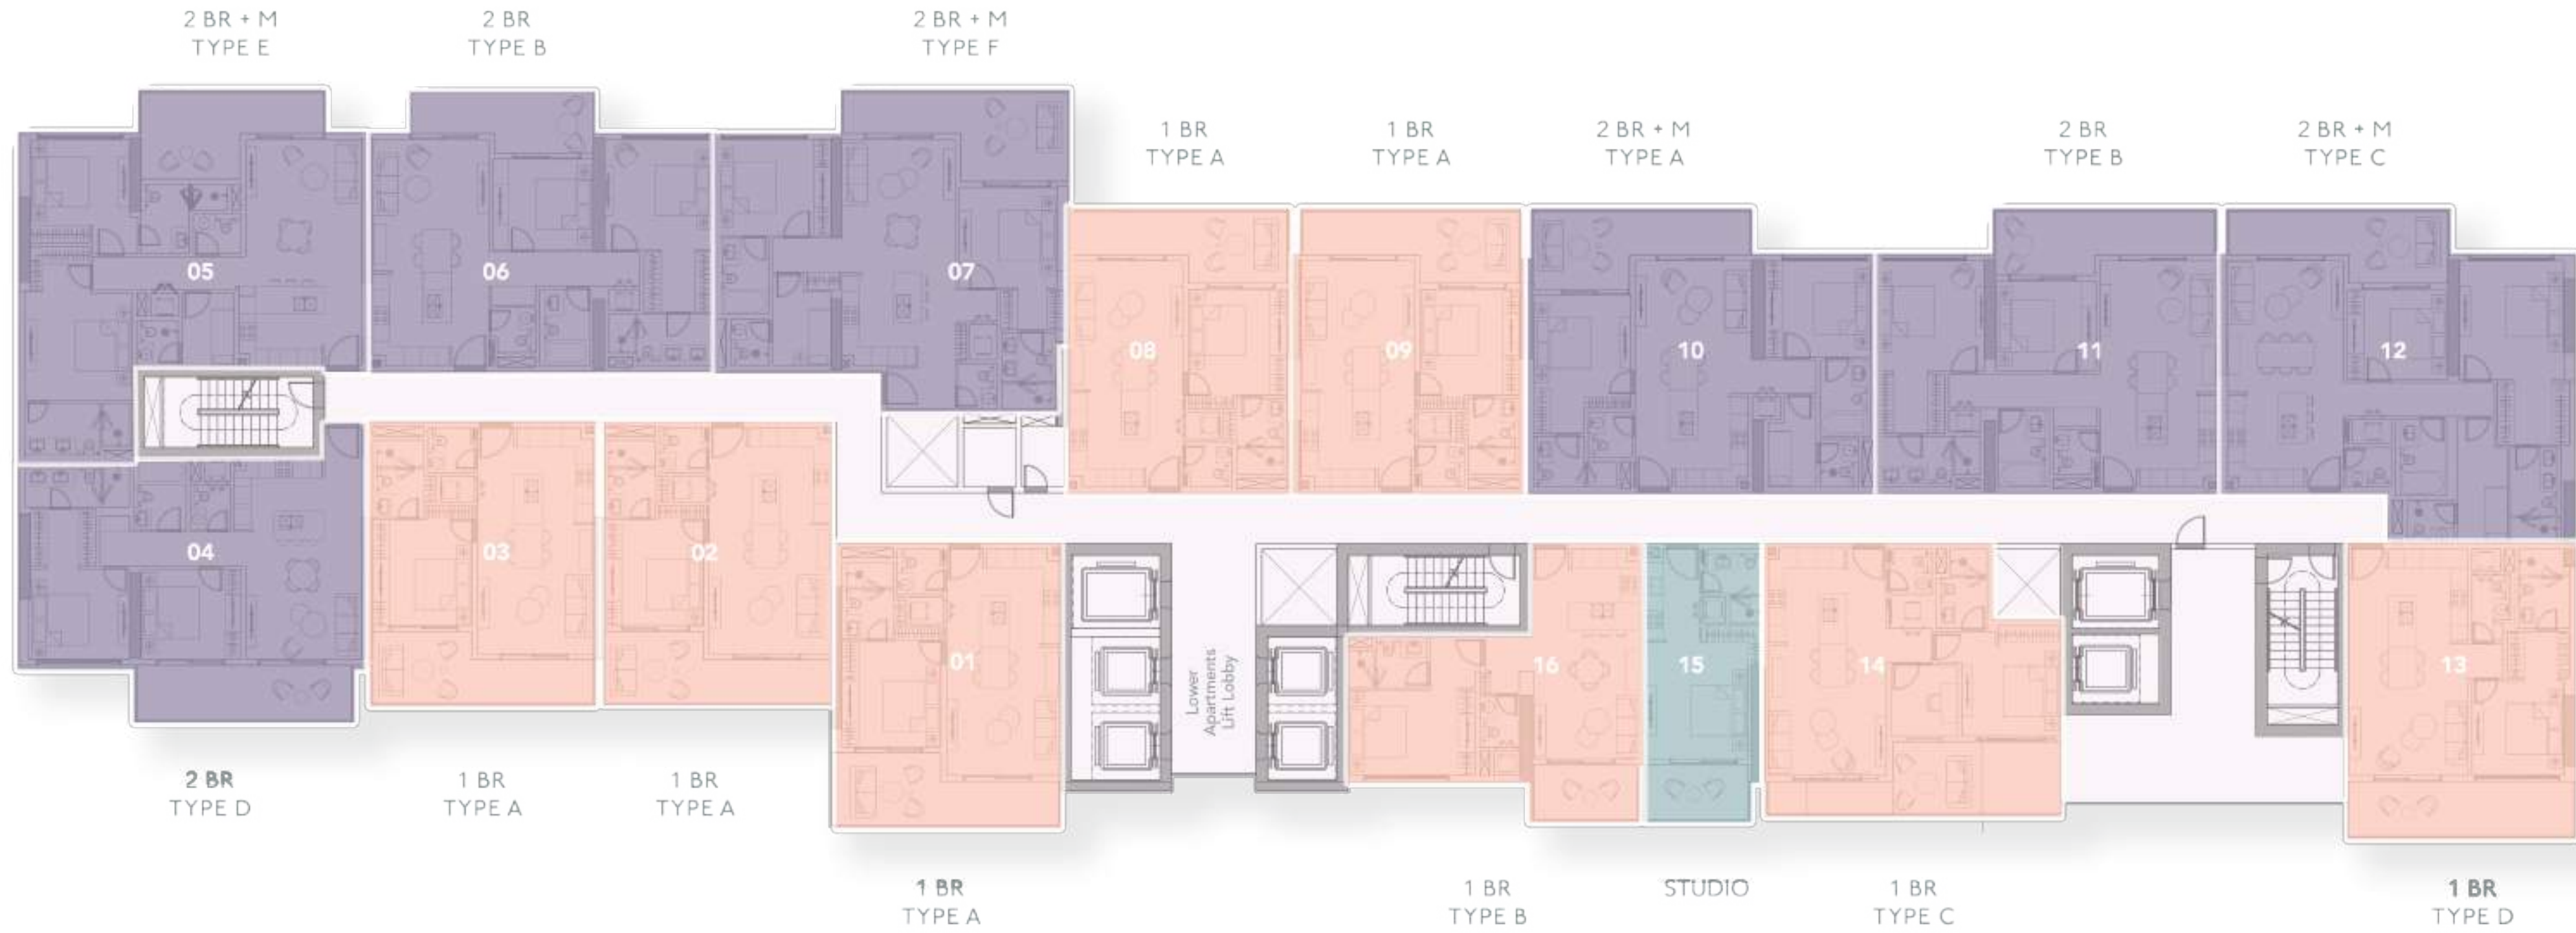 2 BR + M
TYPE E
2 BR
TYPE B
2 BR + M
TYPE F
1 BR
TYPE A
1 BR
TYPE A
2 BR + M
TYPE A
2 BR
TYPE B
2 BR + M
TYPE C
05
06
07
08
09
10
11
12
04
03
02
01
Lower
Apartments
Lift Lobby
16
15
14
13
2 BR
TYPE D
1 BR
TYPE A
1 BR
TYPE A
1 BR
TYPE A
1 BR
TYPE B
STUDIO
1 BR
TYPE C
1 BR
TYPE D